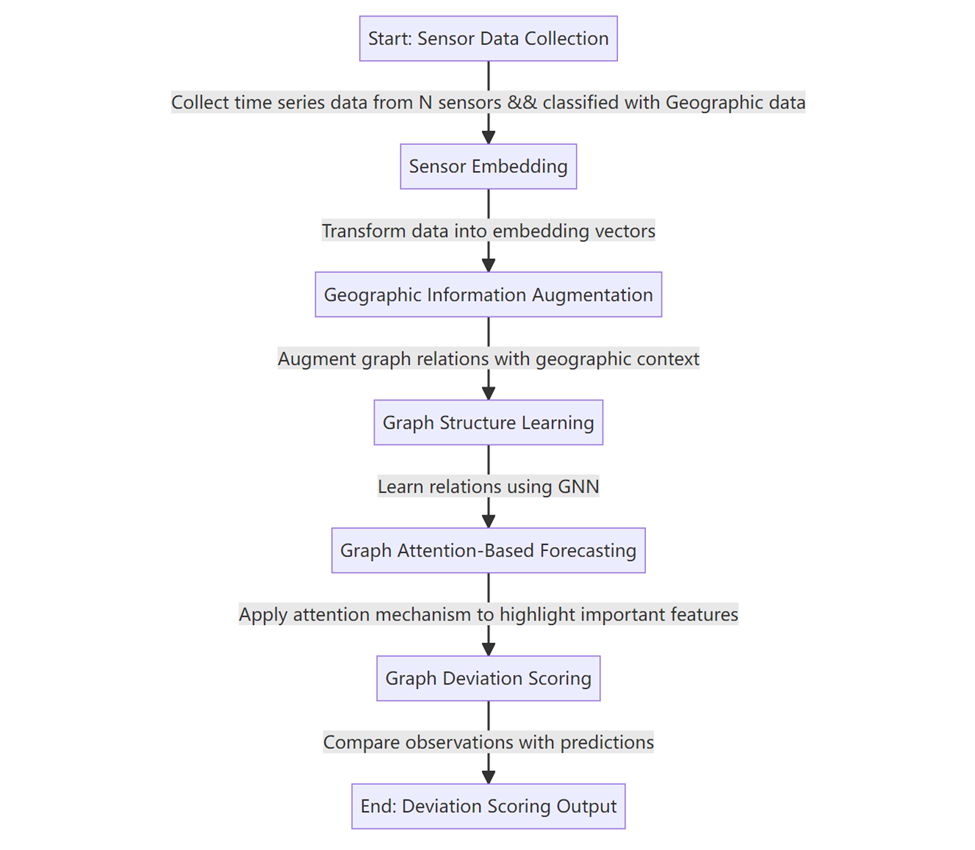 Start: Sensor Data Collection
Collect time series data from N sensors && classified with Geographic data
Sensor Embedding
Transform data into embedding vectors
Geographic Information Augmentation
Augment graph relations with geographic context
Graph Structure Learning
Learn relations using GNN
Graph Attention-Based Forecasting
Apply attention mechanism to highlight important features
Graph Deviation Scoring
Compare observations with predictions
End: Deviation Scoring Output